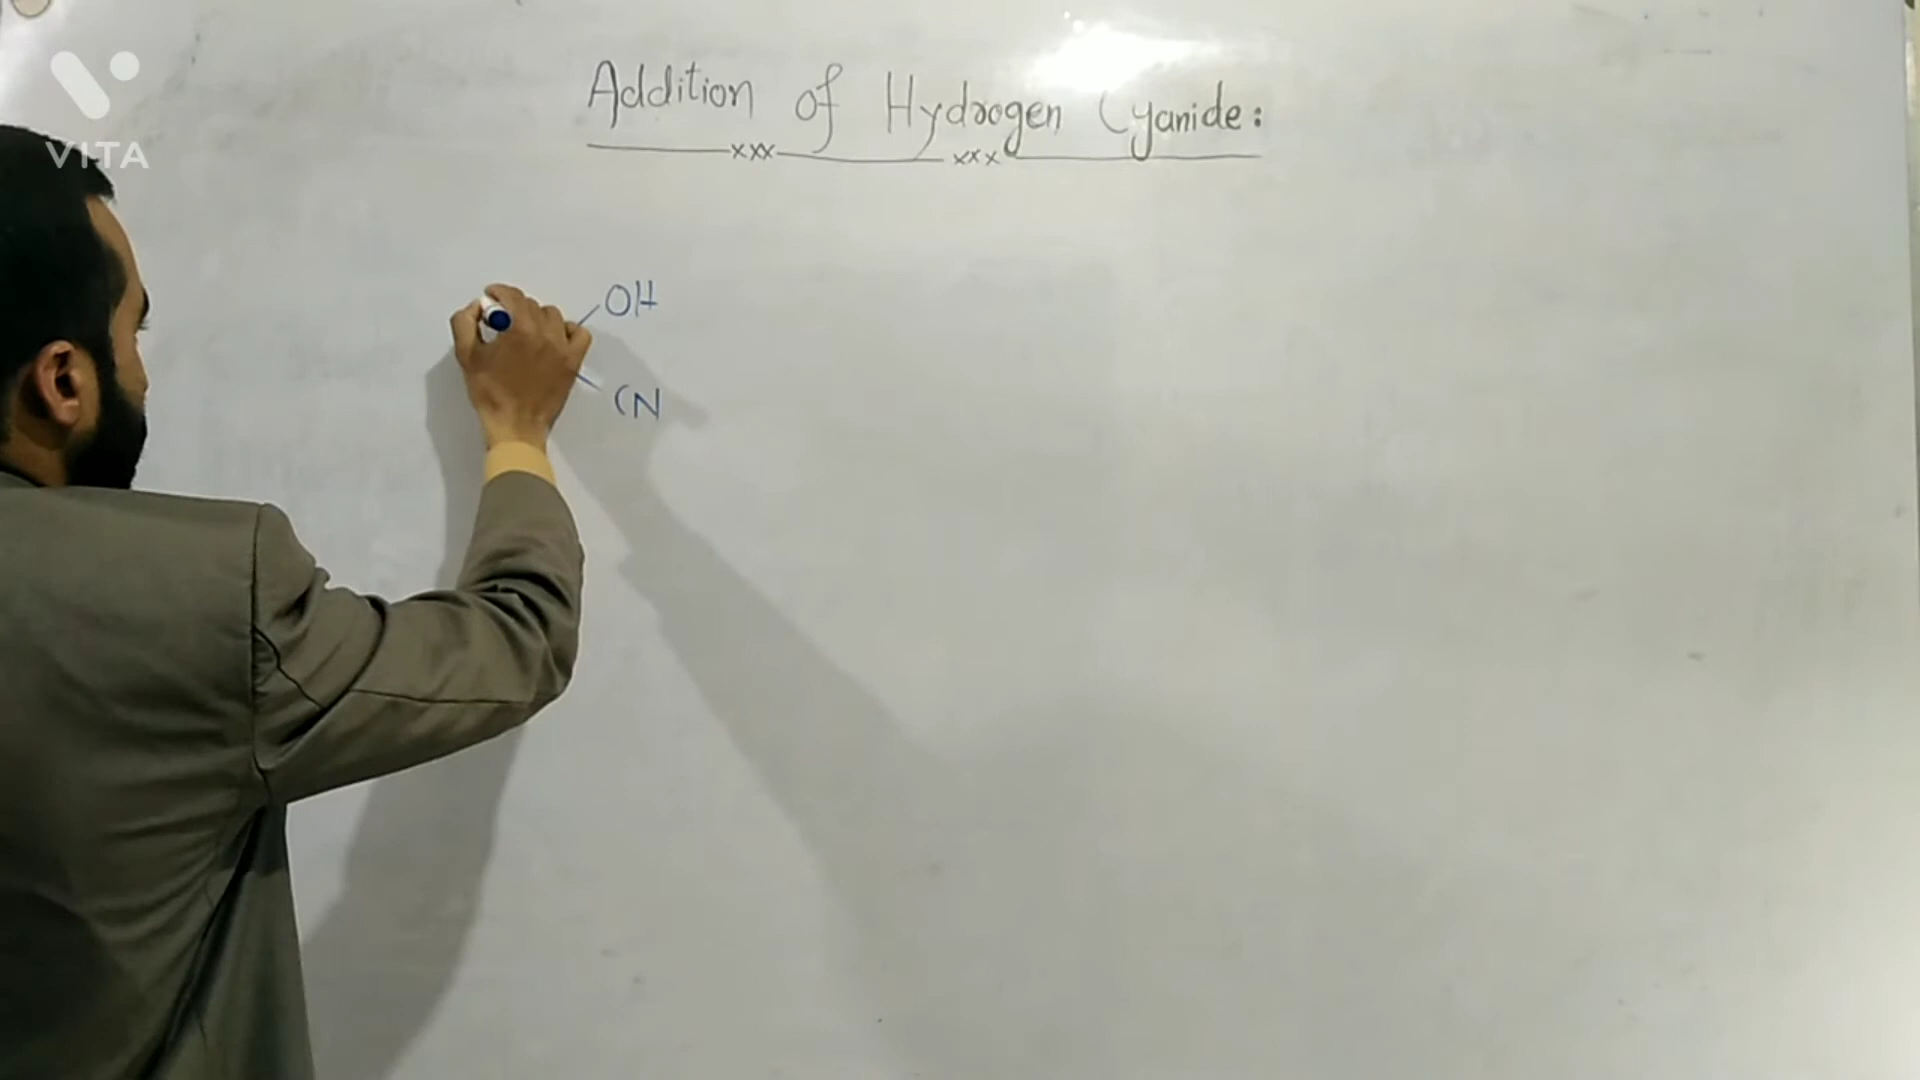 VITA
Addition of Hydrogen Cyanide:
xxx xxx
OH
CN